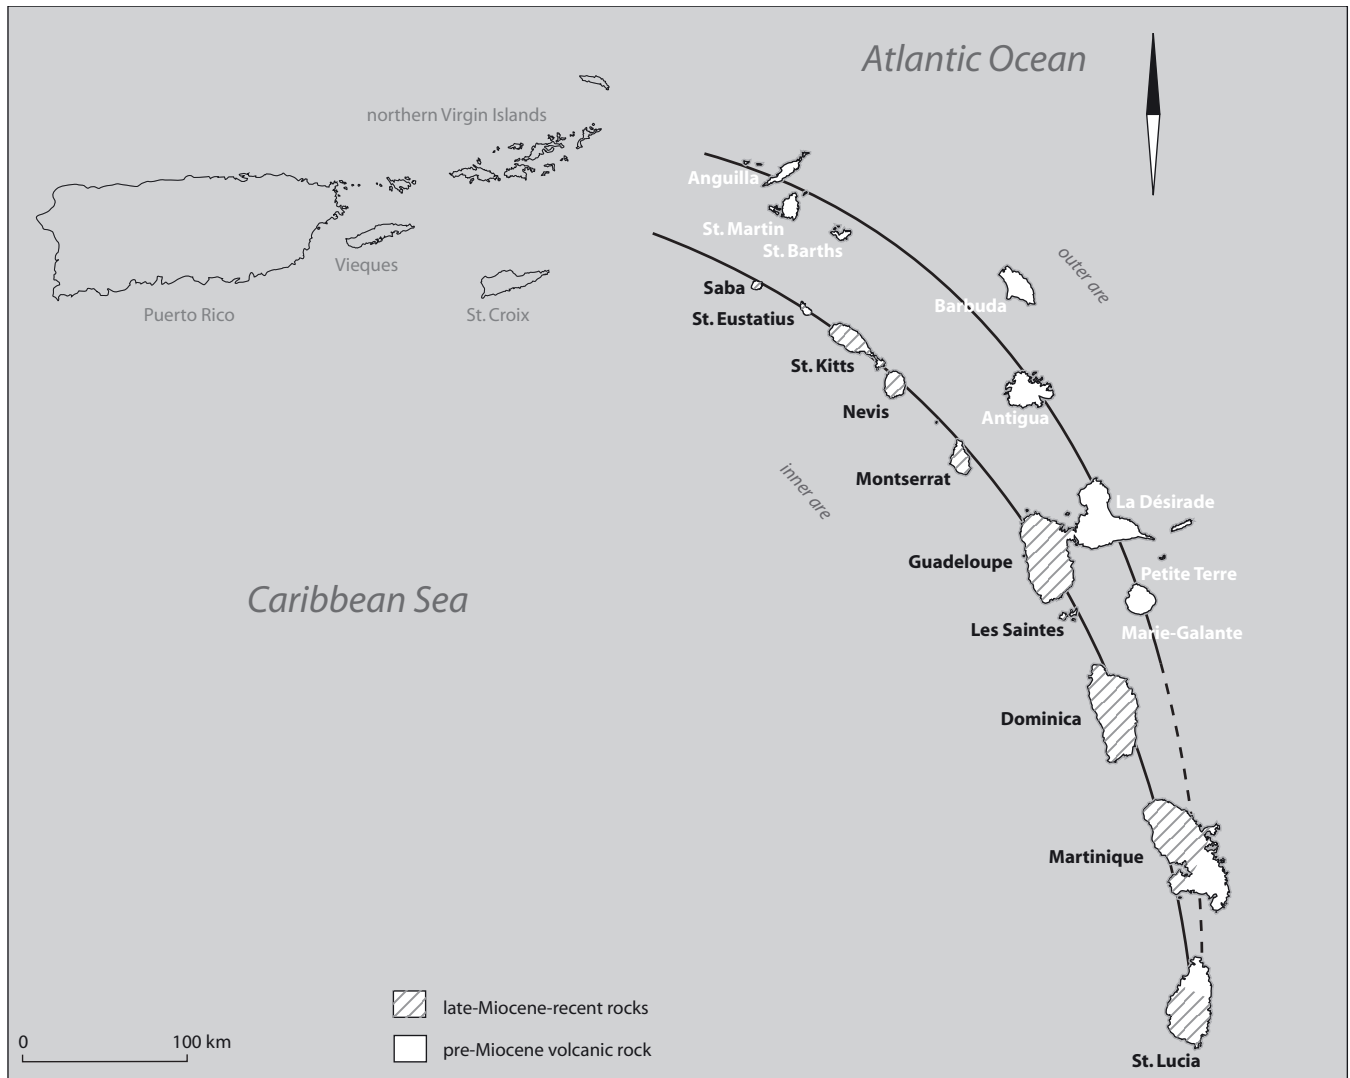 Atlantic Ocean
northern Virgin Islands
Anguilla
St. Martin
St. Barths
outer are
Vieques
Saba
Barbuda
Puerto Rico
St. Croix
St. Eustatius
St. Kitts
Nevis
Antigua
inner are
Montserrat
La Désirade
Guadeloupe
Petite Terre
Caribbean Sea
Les Saintes
Marie-Galante
Dominica
Martinique
late-Miocene-recent rocks
0
100 km
pre-Miocene volcanic rock
St. Lucia